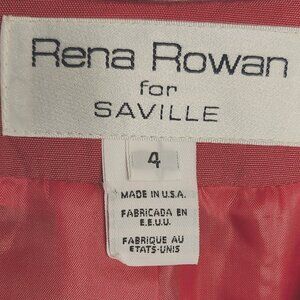 Rena Rowan
for
SAVILLE
4
MADE IN U.S.A.
FABRICADA EN
E.E.U.U.
FABRIQUE AU
ETATS-UNIS